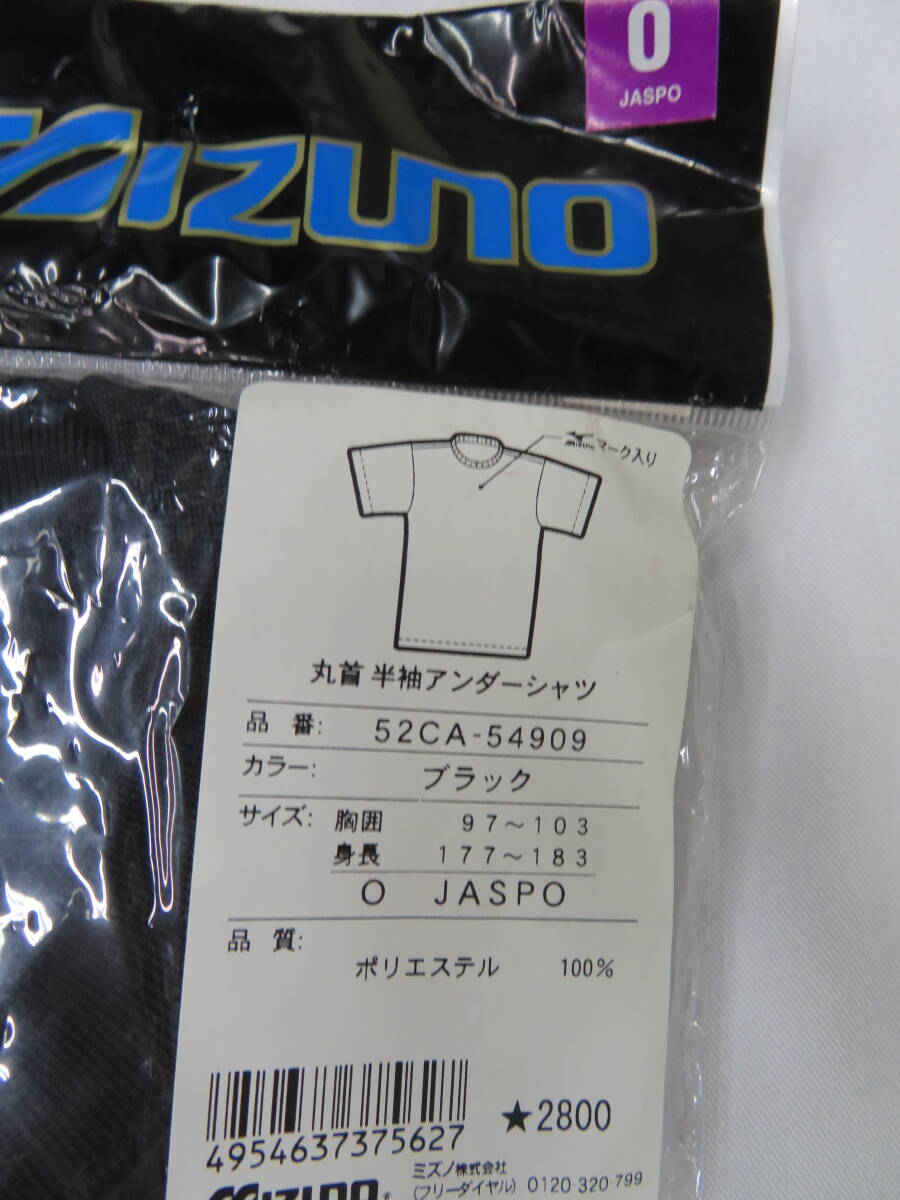 O
JASPO
MIZUNO
MIZUNO マーク入り
丸首 半袖アンダーシャツ
品 番: 52CA-54909
カラー: ブラック
サイズ: 胸囲 97～103
身長 177～183
O JASPO
品 質:
ポリエステル 100%
4954637375627
★2800
ミズノ株式会社
MIZUNO® (フリーダイヤル) 0120-320-799